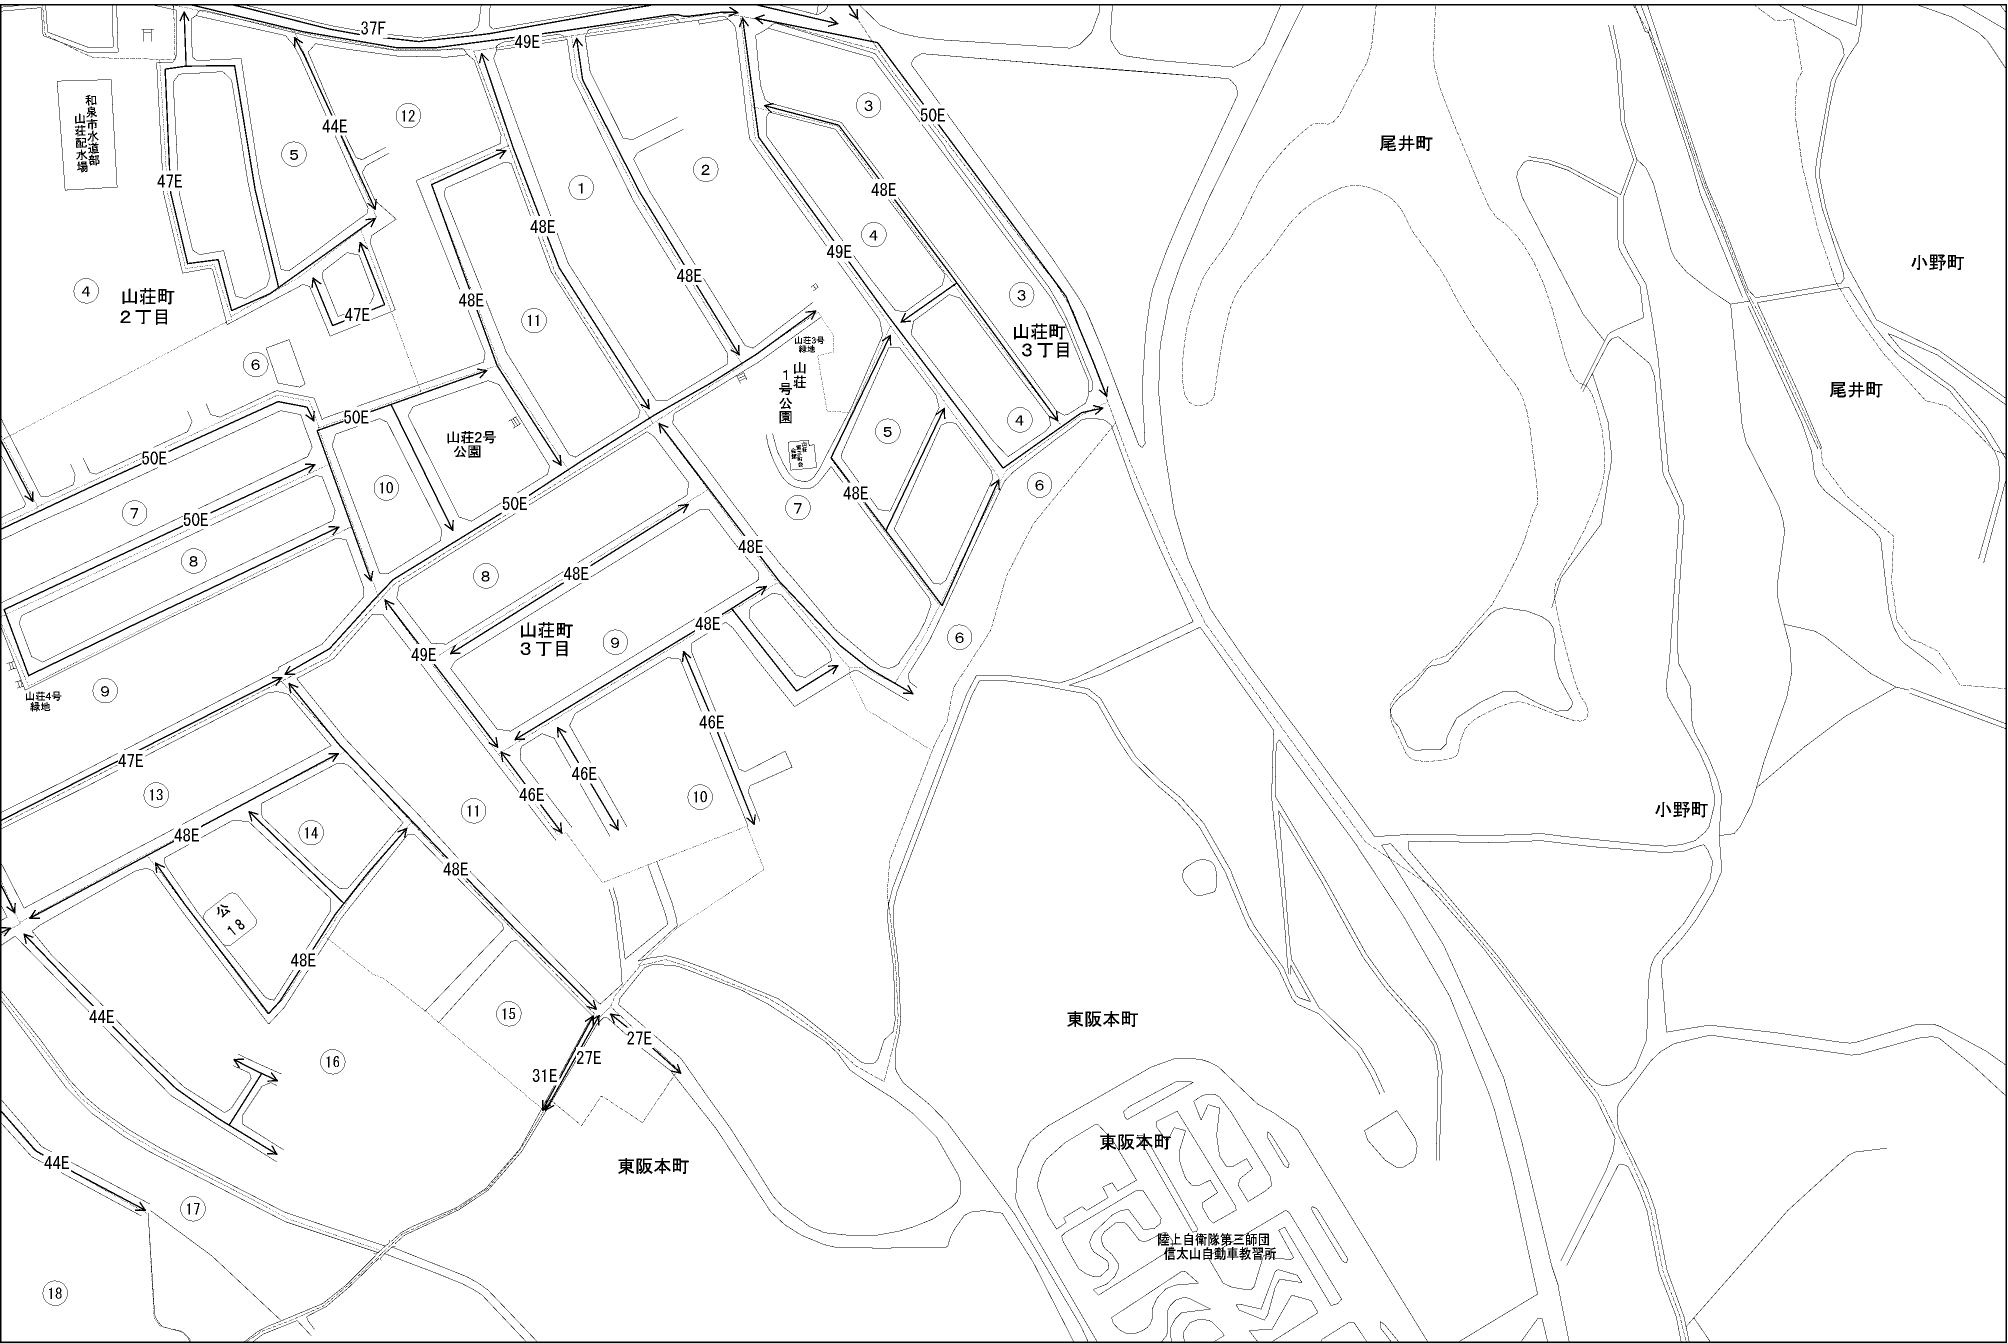 37F
49E
和泉市水道部
山荘配水場
44E
⑫
⑤
47E
①
②
③
50E
尾井町
48E
48E
④
49E
48E
小野町
④
山荘町
2丁目
48E
⑪
47E
48E
③
山荘町
3丁目
山荘3号
緑地
山荘
1号公園
⑥
尾井町
50E
山荘2号
公園
④
⑤
50E
⑩
48E
⑥
⑦
50E
50E
⑦
⑧
48E
⑧
48E
山荘町
3丁目
⑨
48E
⑥
49E
⑨
山荘4号
緑地
46E
47E
46E
46E
⑩
⑬
⑪
小野町
⑭
48E
48E
公
18
48E
44E
⑮
東阪本町
27E
27E
31E
⑯
44E
東阪本町
東阪本町
⑰
陸上自衛隊第三師団
信太山自動車教習所
⑱